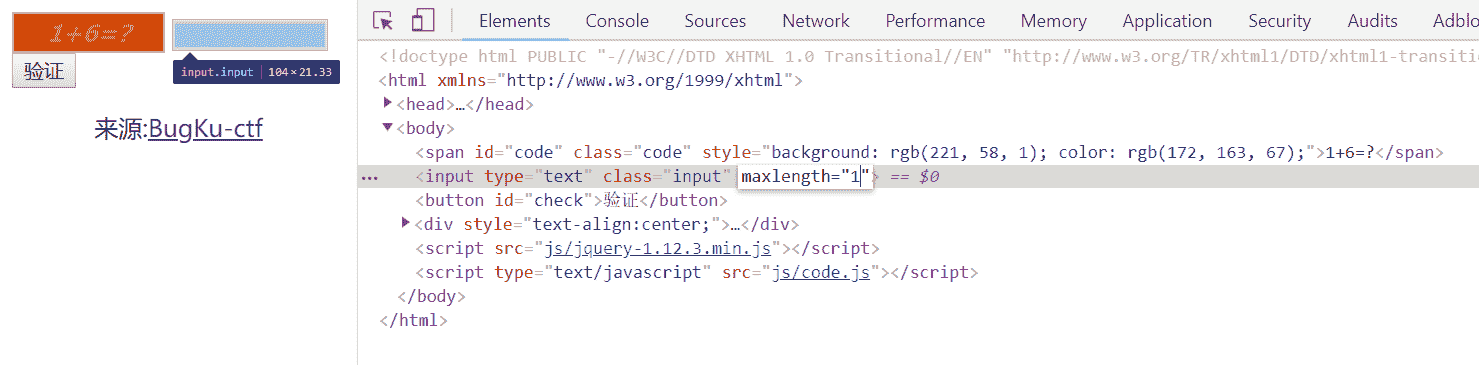 1+6=?
验证
input.input | 104×21.33
来源:BugKu-ctf
Elements Console Sources Network Performance Memory Application Security Audits Adblo
<!doctype html PUBLIC "-//W3C//DTD XHTML 1.0 Transitional//EN" "http://www.w3.org/TR/xhtml1/DTD/xhtml1-transiti
<html xmlns="http://www.w3.org/1999/xhtml">
▶<head>…</head>
▼<body>
<span id="code" class="code" style="background: rgb(221, 58, 1); color: rgb(172, 163, 67);">1+6=?</span>
… <input type="text" class="input" maxlength="1"> == $0
<button id="check">验证</button>
▶<div style="text-align:center;">…</div>
<script src="js/jquery-1.12.3.min.js"></script>
<script type="text/javascript" src="js/code.js"></script>
</body>
</html>